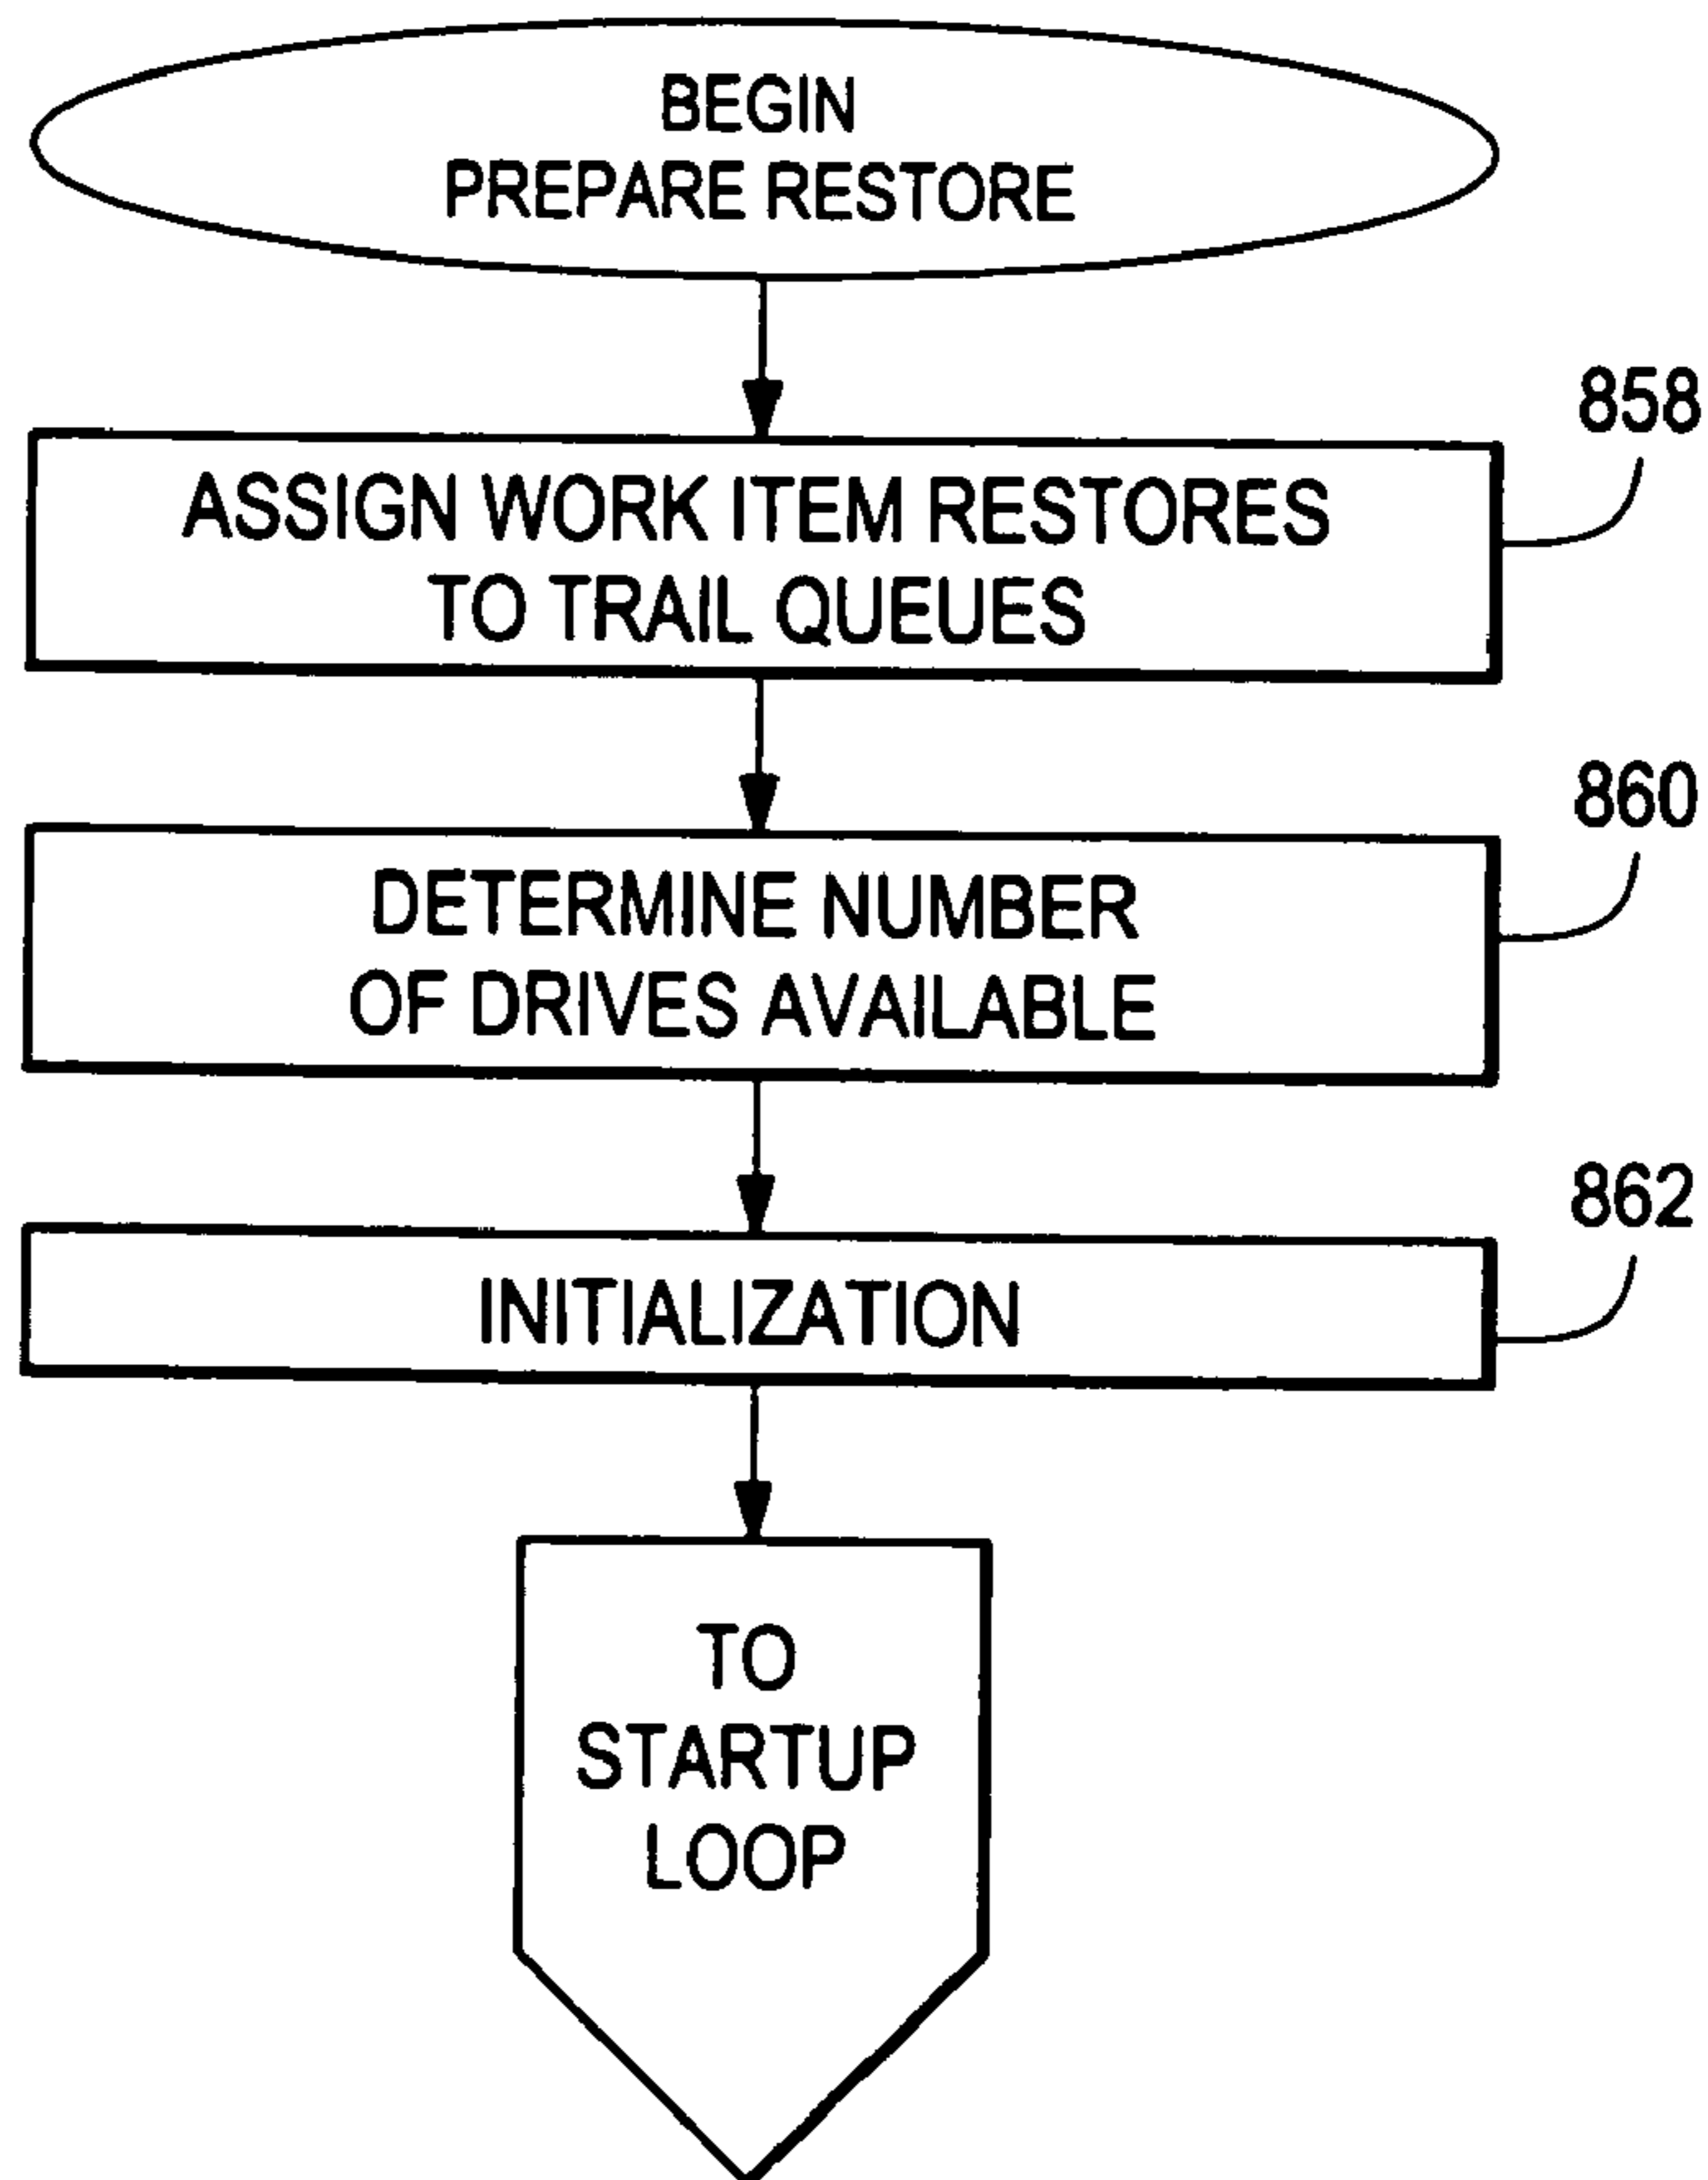 BEGIN
PREPARE RESTORE
858
ASSIGN WORK ITEM RESTORES
TO TRAIL QUEUES
860
DETERMINE NUMBER
OF DRIVES AVAILABLE
862
INITIALIZATION
TO
STARTUP
LOOP